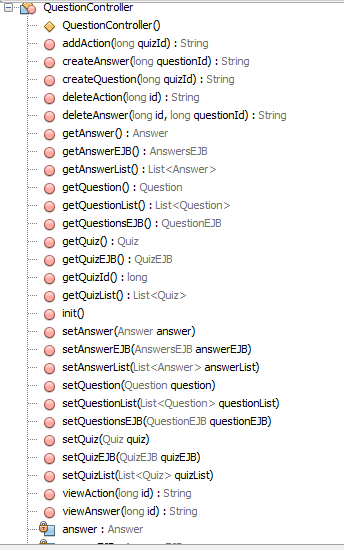 QuestionController
QuestionController()
addAction(long quizId) : String
createAnswer(long questionId) : String
createQuestion(long quizId) : String
deleteAction(long id) : String
deleteAnswer(long id, long questionId) : String
getAnswer() : Answer
getAnswerEJB() : AnswersEJB
getAnswerList() : List<Answer>
getQuestion() : Question
getQuestionList() : List<Question>
getQuestionsEJB() : QuestionEJB
getQuiz() : Quiz
getQuizEJB() : QuizEJB
getQuizId() : long
getQuizList() : List<Quiz>
init()
setAnswer(Answer answer)
setAnswerEJB(AnswersEJB answerEJB)
setAnswerList(List<Answer> answerList)
setQuestion(Question question)
setQuestionList(List<Question> questionList)
setQuestionsEJB(QuestionEJB questionEJB)
setQuiz(Quiz quiz)
setQuizEJB(QuizEJB quizEJB)
setQuizList(List<Quiz> quizList)
viewAction(long id) : String
viewAnswer(long id) : String
answer : Answer